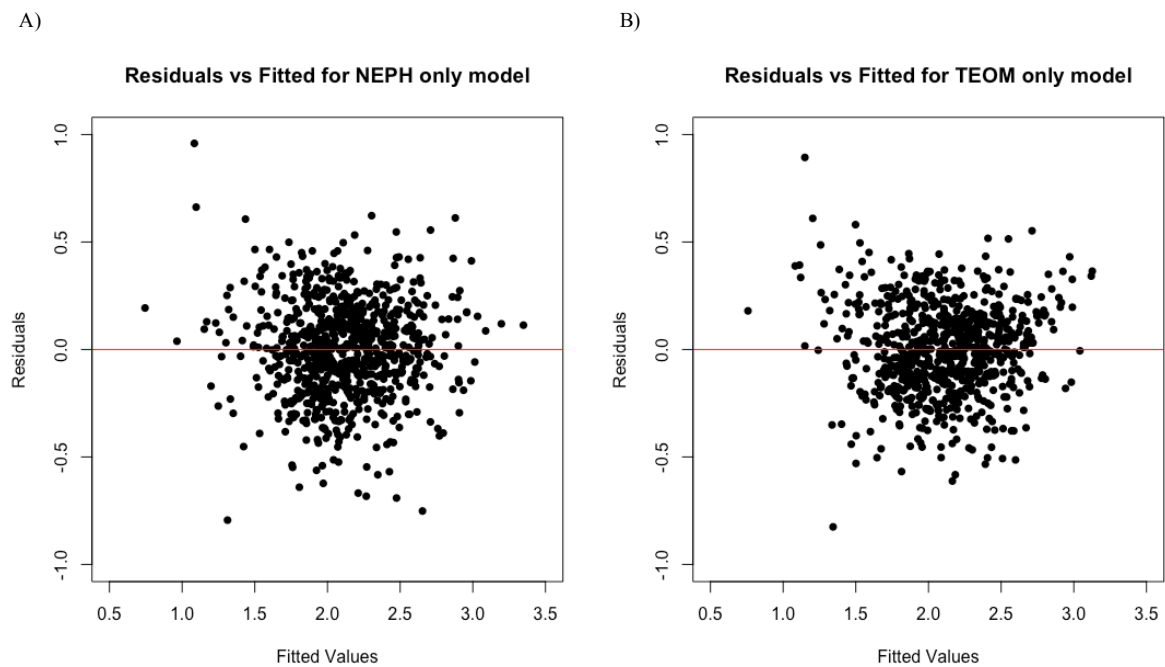 A)
Residuals vs Fitted for NEPH only model
1.0
0.5
0.0
-0.5
-1.0
Residuals
0.5 1.0 1.5 2.0 2.5 3.0 3.5
Fitted Values
B)
Residuals vs Fitted for TEOM only model
1.0
0.5
0.0
-0.5
-1.0
Residuals
0.5 1.0 1.5 2.0 2.5 3.0 3.5
Fitted Values